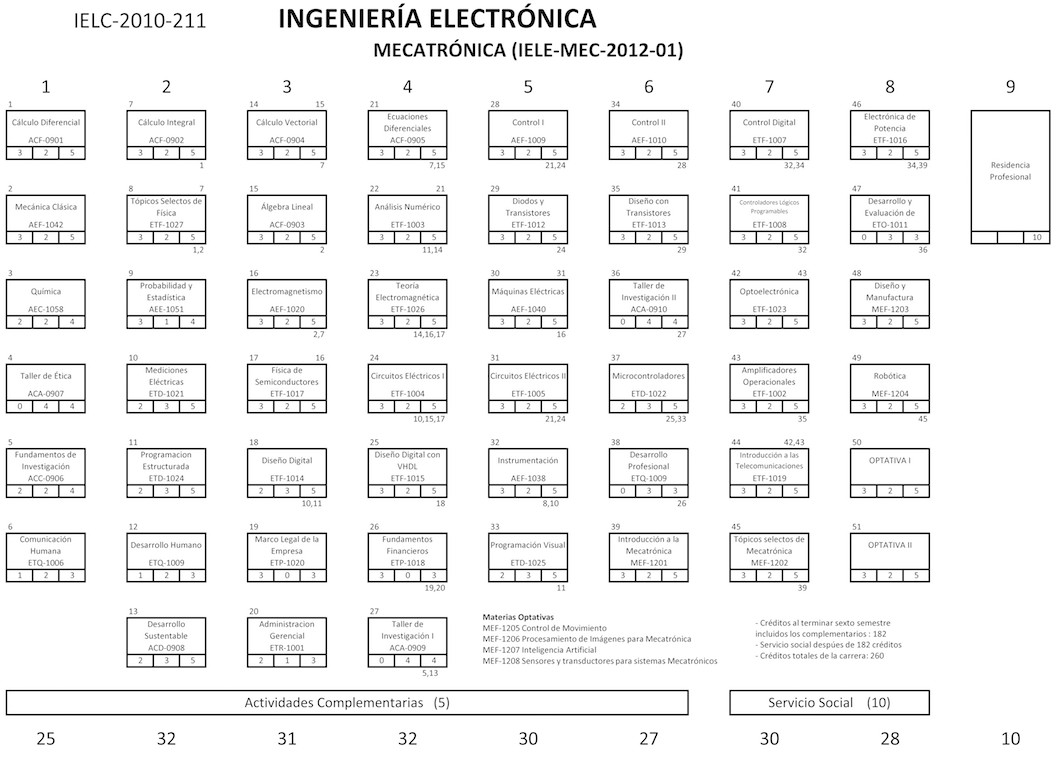 IELC-2010-211
INGENIERÍA ELECTRÓNICA
MECATRÓNICA (IELE-MEC-2012-01)
1 2 3 4 5 6 7 8 9
1
Cálculo Diferencial
ACF-0901
3 2 5
7
Cálculo Integral
ACF-0902
3 2 5
1
14 15
Cálculo Vectorial
ACF-0904
3 2 5
7
21
Ecuaciones
Diferenciales
ACF-0905
3 2 5
7,15
28
Control I
AEF-1009
3 2 5
21,24
34
Control II
AEF-1010
3 2 5
28
40
Control Digital
ETF-1007
3 2 5
32,34
46
Electrónica de
Potencia
ETF-1016
3 2 5
34,39
Residencia
Profesional
10
2
Mecánica Clásica
AEF-1042
3 2 5
8 7
Tópicos Selectos de
Física
ETF-1027
3 2 5
1,2
15
Álgebra Lineal
ACF-0903
3 2 5
2
22 21
Análisis Numérico
ETF-1003
3 2 5
11,14
29
Diodos y
Transistores
ETF-1012
3 2 5
24
35
Diseño con
Transistores
ETF-1013
3 2 5
29
41
Controladores Lógicos
Programables
ETF-1008
3 2 5
32
47
Desarrollo y
Evaluación de
ETO-1011
0 3 3
36
3
Química
AEC-1058
2 2 4
9
Probabilidad y
Estadística
AEE-1051
3 1 4
16
Electromagnetismo
AEF-1020
3 2 5
2,7
23
Teoría
Electromagnética
ETF-1026
3 2 5
14,16,17
30 31
Máquinas Eléctricas
AEF-1040
3 2 5
16
36
Taller de
Investigación II
ACA-0910
0 4 4
27
42 43
Optoelectrónica
ETF-1023
3 2 5
48
Diseño y
Manufactura
MEF-1203
3 2 5
4
Taller de Ética
ACA-0907
0 4 4
10
Mediciones
Eléctricas
ETD-1021
2 3 5
17 16
Física de
Semiconductores
ETF-1017
3 2 5
24
Circuitos Eléctricos I
ETF-1004
3 2 5
10,15,17
31
Circuitos Eléctricos II
ETF-1005
3 2 5
21,24
37
Microcontroladores
ETD-1022
2 3 5
25,33
43
Amplificadores
Operacionales
ETF-1002
3 2 5
35
49
Robótica
MEF-1204
3 2 5
45
5
Fundamentos de
Investigación
ACC-0906
2 2 4
11
Programacion
Estructurada
ETD-1024
2 3 5
18
Diseño Digital
ETF-1014
2 3 5
10,11
25
Diseño Digital con
VHDL
ETF-1015
3 2 5
18
32
Instrumentación
AEF-1038
3 2 5
8,10
38
Desarrollo
Profesional
ETQ-1009
0 3 3
26
44 42,43
Introducción a las
Telecomunicaciones
ETF-1019
3 2 5
50
OPTATIVA I
3 2 5
6
Comunicación
Humana
ETQ-1006
1 2 3
12
Desarrollo Humano
ETQ-1009
1 2 3
19
Marco Legal de la
Empresa
ETP-1020
3 0 3
26
Fundamentos
Financieros
ETP-1018
3 0 3
19,20
33
Programación Visual
ETD-1025
2 3 5
11
39
Introducción a la
Mecatrónica
MEF-1201
3 2 5
45
Tópicos selectos de
Mecatrónica
MEF-1202
3 2 5
39
51
OPTATIVA II
3 2 5
13
Desarrollo
Sustentable
ACD-0908
2 3 5
20
Administracion
Gerencial
ETR-1001
2 1 3
27
Taller de
Investigación I
ACA-0909
0 4 4
5,13
Materias Optativas
MEF-1205 Control de Movimiento
MEF-1206 Procesamiento de Imágenes para Mecatrónica
MEF-1207 Inteligencia Artificial
MEF-1208 Sensores y transductores para sistemas Mecatrónicos
- Créditos al terminar sexto semestre
incluidos los complementarios : 182
- Servicio social despúes de 182 créditos
- Créditos totales de la carrera: 260
Actividades Complementarias (5)
Servicio Social (10)
25 32 31 32 30 27 30 28 10